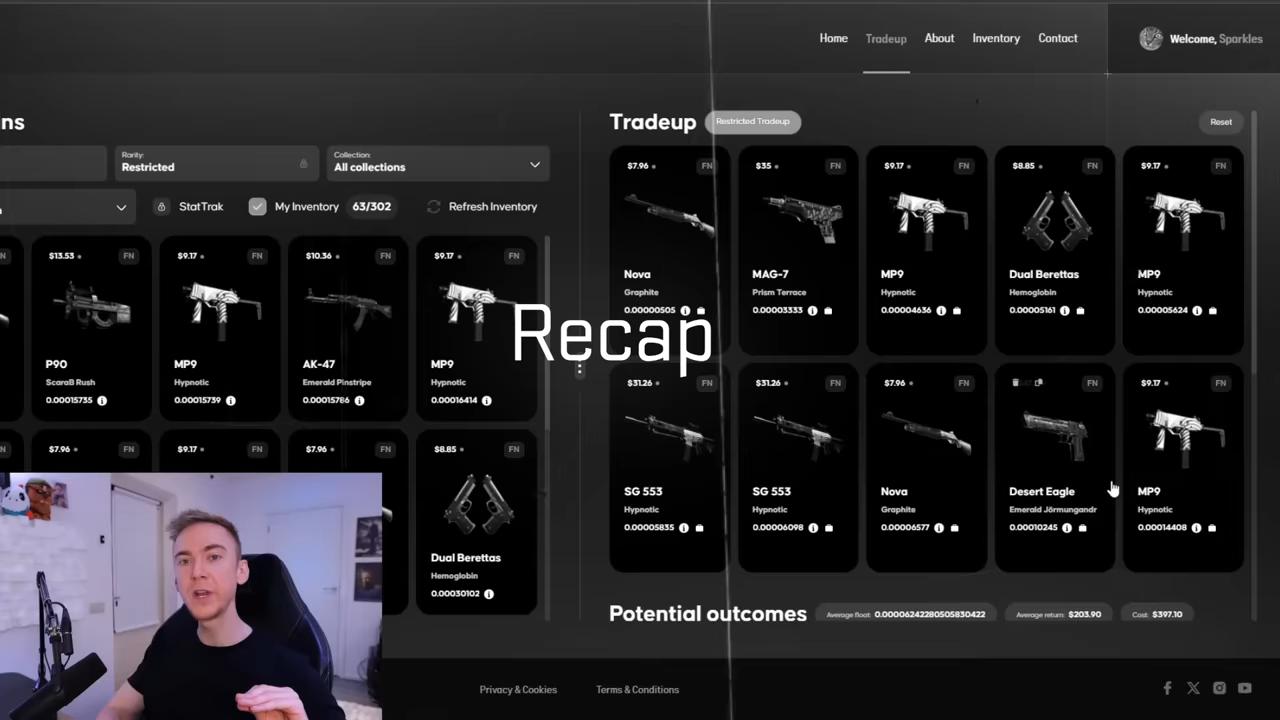 Home
Tradeup
About
Inventory
Contact
Welcome, Sparkles
ns
Rarity:
Restricted
Collection:
All collections
StatTrak
My Inventory
63/302
Refresh Inventory
N
$13.53
FN
P90
ScaraB Rush
0.00015735
$9.17
FN
MP9
Hypnotic
0.00015739
$10.36
FN
AK-47
Emerald Pinstripe
0.00015786
$9.17
FN
MP9
Hypnotic
0.00016414
N
$7.96
FN
$9.17
FN
$7.96
FN
$8.85
FN
Dual Berettas
Hemoglobin
0.00030102
Recap
Tradeup
Restricted Tradeup
Reset
$7.96
FN
Nova
Graphite
0.00000505
$35
FN
MAG-7
Prism Terrace
0.00003333
$9.17
FN
MP9
Hypnotic
0.00004636
$8.85
FN
Dual Berettas
Hemoglobin
0.00005161
$9.17
FN
MP9
Hypnotic
0.00005624
$31.26
FN
SG 553
Hypnotic
0.00005835
$31.26
FN
SG 553
Hypnotic
0.00006098
$7.96
FN
Nova
Graphite
0.00006577
FN
Desert Eagle
Emerald Jörmungandr
0.00010245
$9.17
FN
MP9
Hypnotic
0.00014408
Potential outcomes
Average float: 0.00006242280505830422
Average return: $203.90
Cost: $397.10
Privacy & Cookies
Terms & Conditions